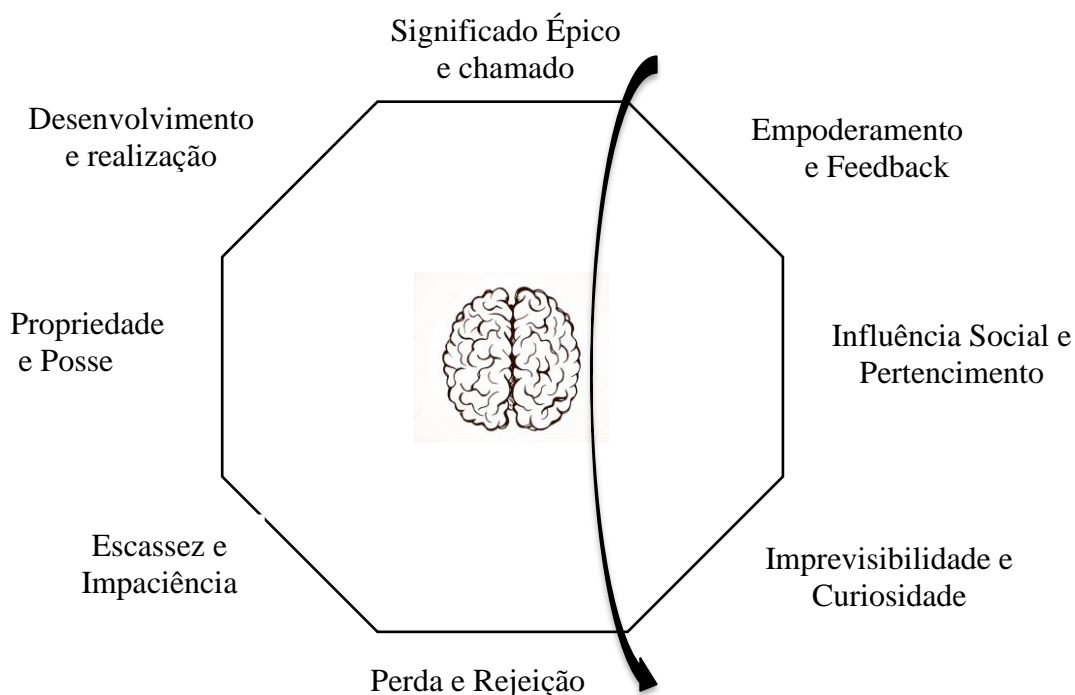 Significado Épico
e chamado
Desenvolvimento
e realização
Empoderamento
e Feedback
Propriedade
e Posse
Influência Social e
Pertencimento
Escassez e
Impaciência
Imprevisibilidade e
Curiosidade
Perda e Rejeição